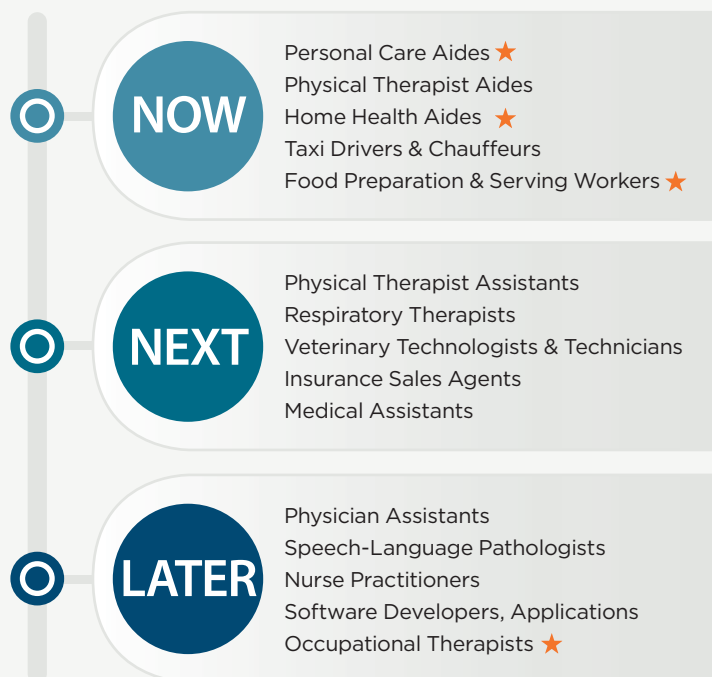 NOW
Personal Care Aides ★
Physical Therapist Aides
Home Health Aides ★
Taxi Drivers & Chauffeurs
Food Preparation & Serving Workers ★
NEXT
Physical Therapist Assistants
Respiratory Therapists
Veterinary Technologists & Technicians
Insurance Sales Agents
Medical Assistants
LATER
Physician Assistants
Speech-Language Pathologists
Nurse Practitioners
Software Developers, Applications
Occupational Therapists ★